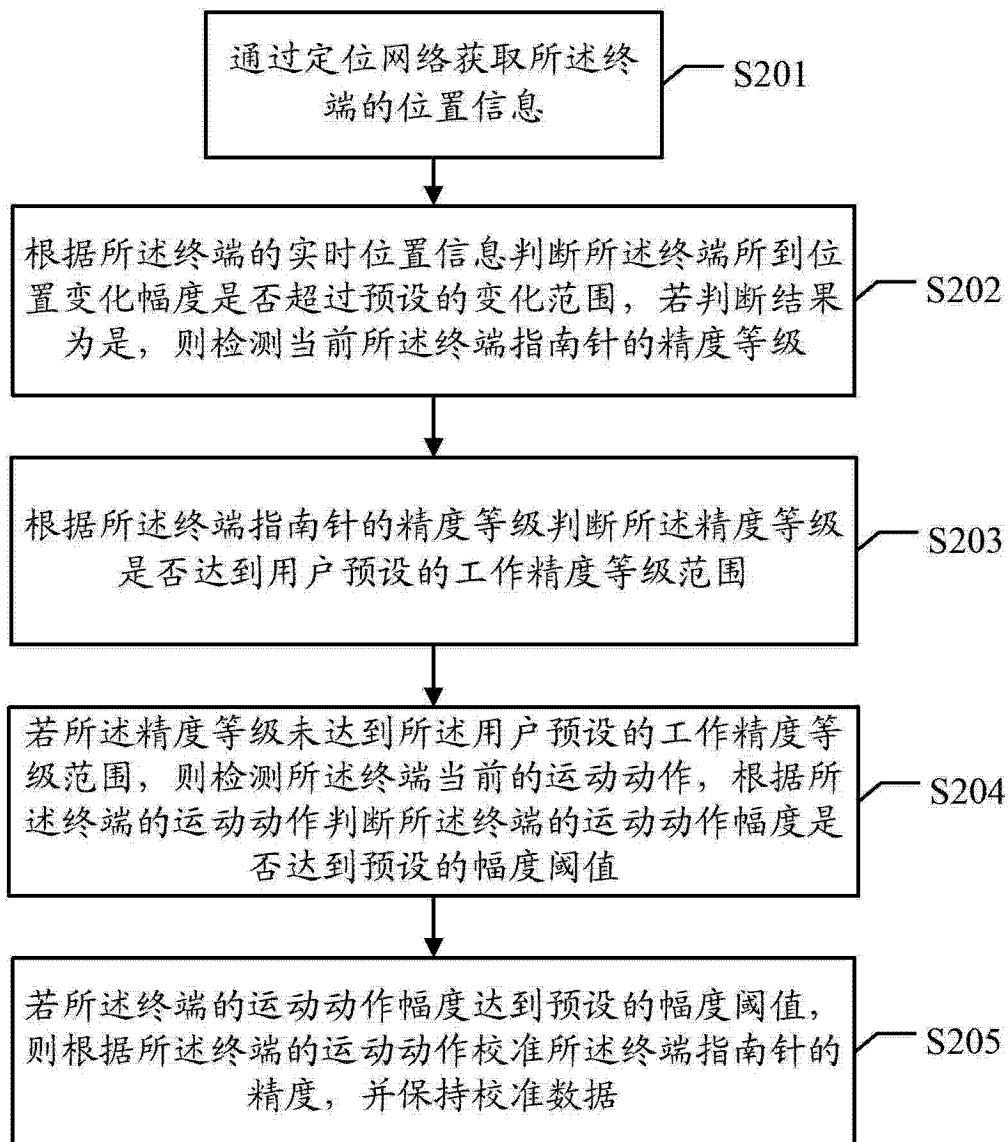 通过定位网络获取所述终
端的位置信息
S201
根据所述终端的实时位置信息判断所述终端所到位
置变化幅度是否超过预设的变化范围，若判断结果
为是，则检测当前所述终端指南针的精度等级
S202
根据所述终端指南针的精度等级判断所述精度等级
是否达到用户预设的工作精度等级范围
S203
若所述精度等级未达到所述用户预设的工作精度等
级范围，则检测所述终端当前的运动动作，根据所
述终端的运动动作判断所述终端的运动动作幅度是
否达到预设的幅度阈值
S204
若所述终端的运动动作幅度达到预设的幅度阈值，
则根据所述终端的运动动作校准所述终端指南针的
精度，并保持校准数据
S205